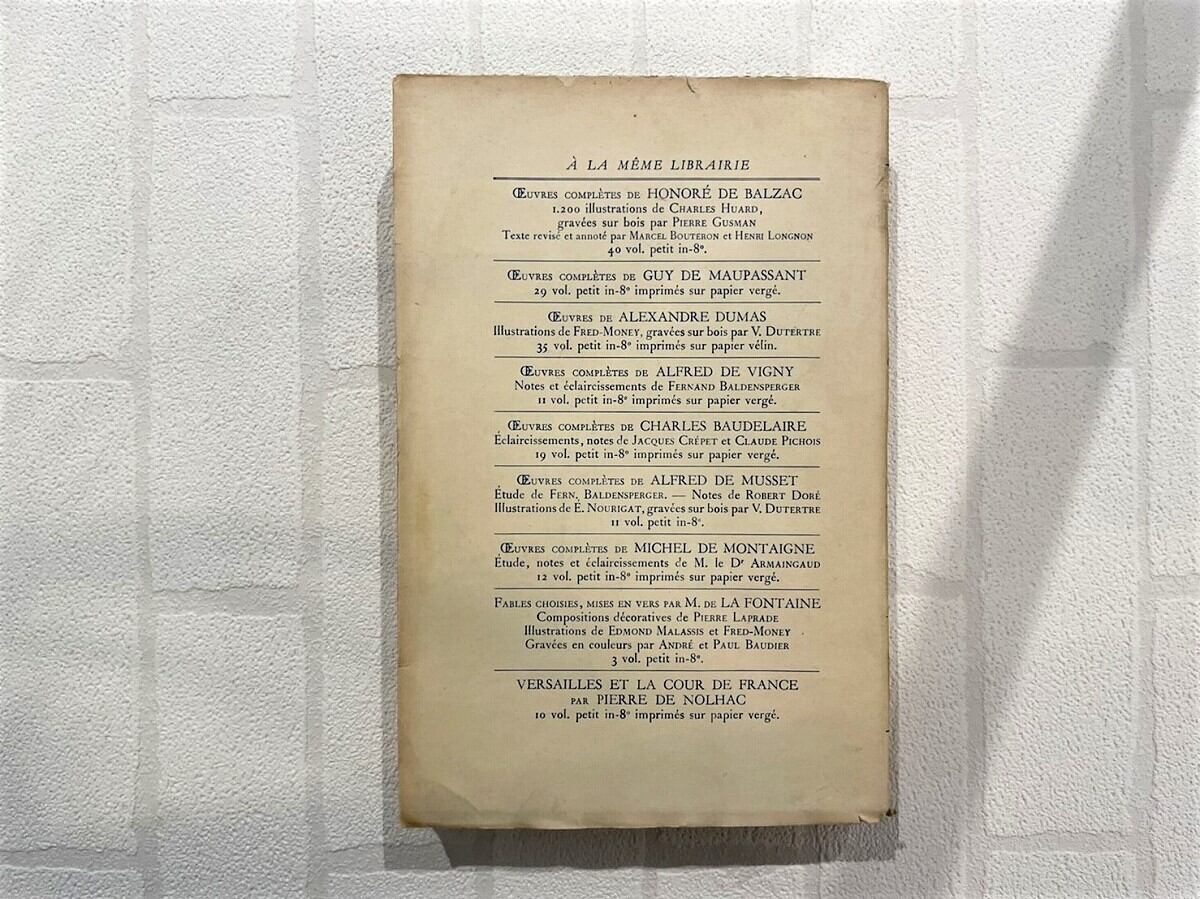 À LA MÊME LIBRAIRIE
ŒUVRES COMPLÈTES DE HONORÉ DE BALZAC
1.200 illustrations de CHARLES HUARD,
gravées sur bois par PIERRE GUSMAN
Texte revisé et annoté par MARCEL BOUTERON et HENRI LONGNON
40 vol. petit in-8º.
ŒUVRES COMPLÈTES DE GUY DE MAUPASSANT
29 vol. petit in-8º imprimés sur papier vergé.
ŒUVRES DE ALEXANDRE DUMAS
Illustrations de FRED-MONEY, gravées sur bois par V. DUTERTRE
35 vol. petit in-8º imprimés sur papier vélin.
ŒUVRES COMPLÈTES DE ALFRED DE VIGNY
Notes et éclaircissements de FERNAND BALDENSPERGER
11 vol. petit in-8º imprimés sur papier vergé.
ŒUVRES COMPLÈTES DE CHARLES BAUDELAIRE
Éclaircissements, notes de JACQUES CRÉPET et CLAUDE PICHOIS
19 vol. petit in-8º imprimés sur papier vergé.
ŒUVRES COMPLÈTES DE ALFRED DE MUSSET
Étude de FERN. BALDENSPERGER. — Notes de ROBERT DORÉ
Illustrations de E. NOURIGAT, gravées sur bois par V. DUTERTRE
11 vol. petit in-8º.
ŒUVRES COMPLÈTES DE MICHEL DE MONTAIGNE
Étude, notes et éclaircissements de M. le Dr ARMAINGAUD
12 vol. petit in-8º imprimés sur papier vergé.
FABLES CHOISIES, MISES EN VERS PAR M. DE LA FONTAINE
Compositions décoratives de PIERRE LAPRADE
Illustrations de EDMOND MALASSIS et FRED-MONEY
Gravées en couleurs par ANDRÉ et PAUL BAUDIER
3 vol. petit in-8º.
VERSAILLES ET LA COUR DE FRANCE
PAR PIERRE DE NOLHAC
10 vol. petit in-8º imprimés sur papier vergé.